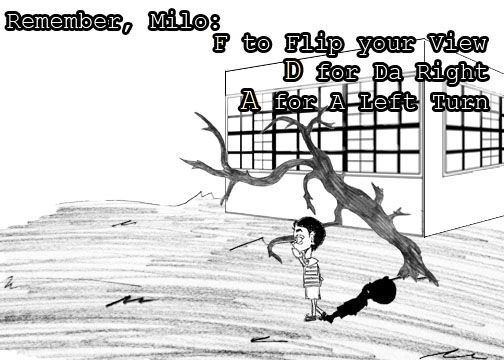 Remember, Milo:
F to Flip your View
D for Da Right
A for A Left Turn